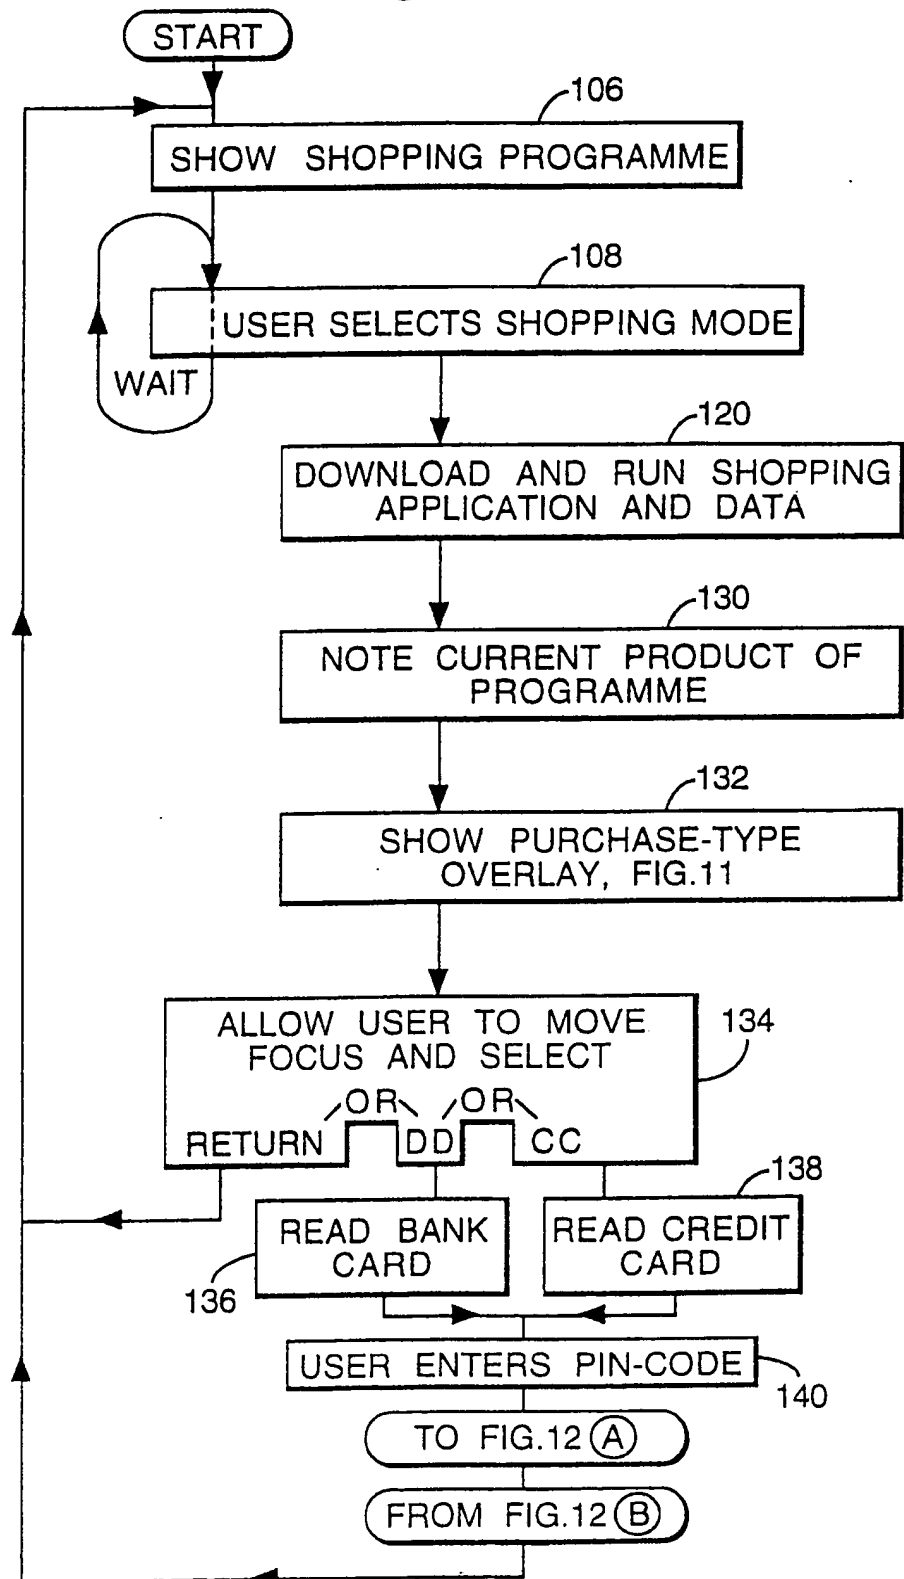 START
106
SHOW SHOPPING PROGRAMME
108
USER SELECTS SHOPPING MODE
WAIT
120
DOWNLOAD AND RUN SHOPPING
APPLICATION AND DATA
130
NOTE CURRENT PRODUCT OF
PROGRAMME
132
SHOW PURCHASE-TYPE
OVERLAY, FIG.11
ALLOW USER TO MOVE
FOCUS AND SELECT
134
OR OR
RETURN DD CC
138
READ BANK
CARD
READ CREDIT
CARD
136
USER ENTERS PIN-CODE
140
TO FIG.12 A
FROM FIG.12 B